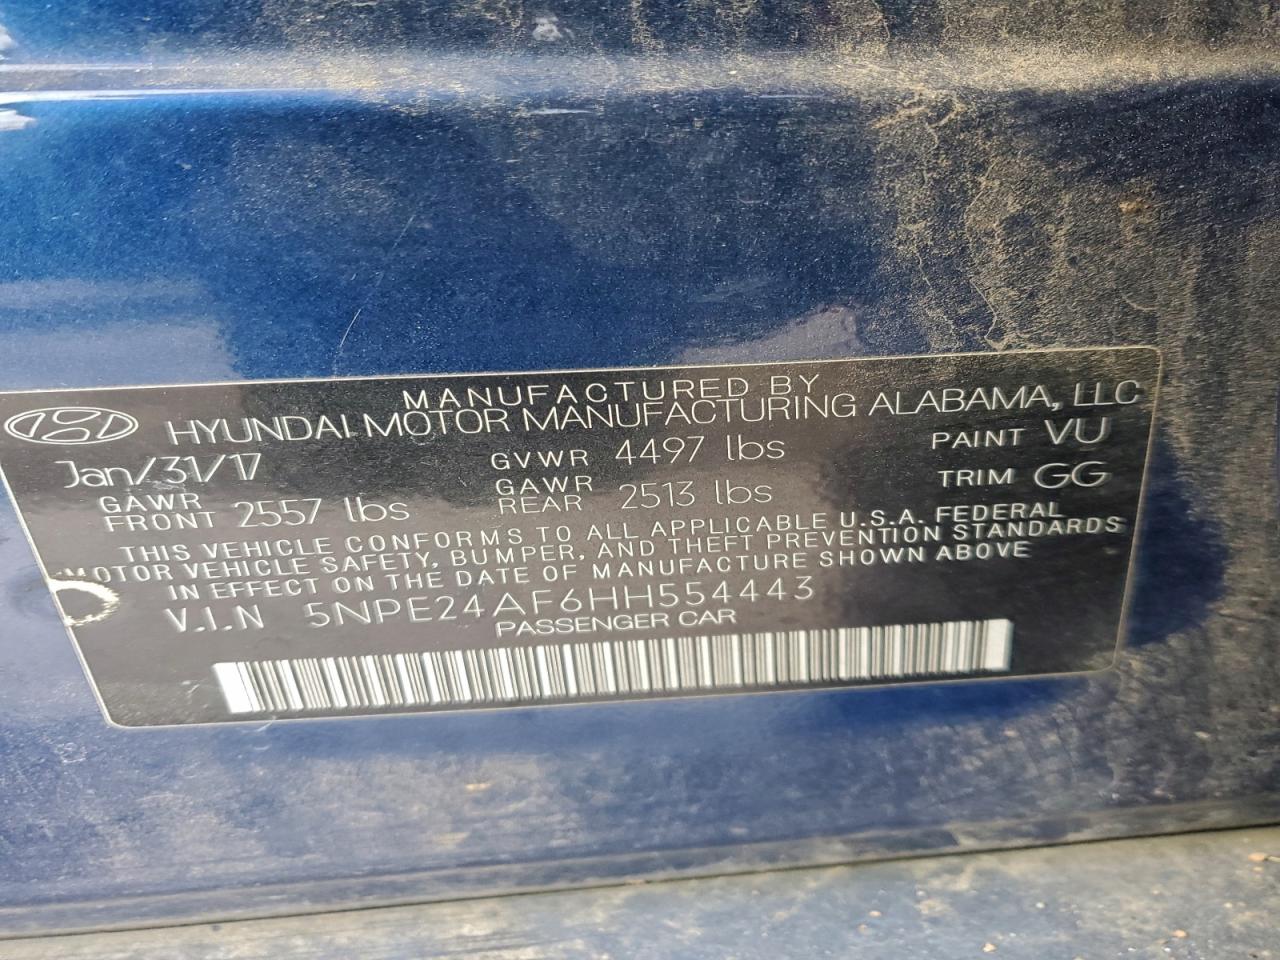 MANUFACTURED BY
HYUNDAI MOTOR MANUFACTURING ALABAMA, LLC
Jan/31/17 GVWR 4497 lbs PAINT VU
GAWR FRONT 2557 lbs GAWR REAR 2513 lbs TRIM GG
THIS VEHICLE CONFORMS TO ALL APPLICABLE U.S.A. FEDERAL
MOTOR VEHICLE SAFETY, BUMPER, AND THEFT PREVENTION STANDARDS
IN EFFECT ON THE DATE OF MANUFACTURE SHOWN ABOVE
V.I.N 5NPE24AF6HH554443
PASSENGER CAR